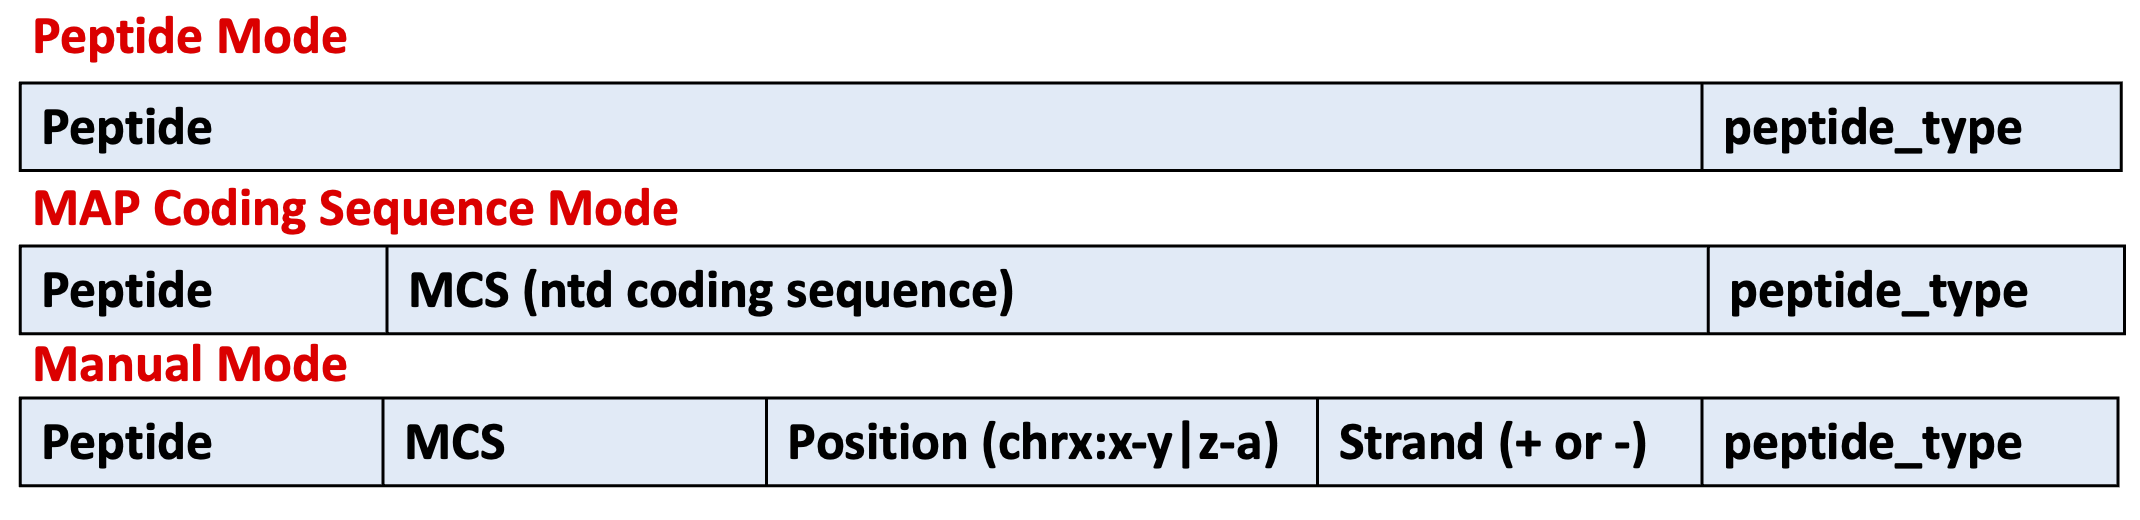 Peptide Mode
Peptide peptide_type
MAP Coding Sequence Mode
Peptide MCS (ntd coding sequence) peptide_type
Manual Mode
Peptide MCS Position (chrx:x-y|z-a) Strand (+ or -) peptide_type